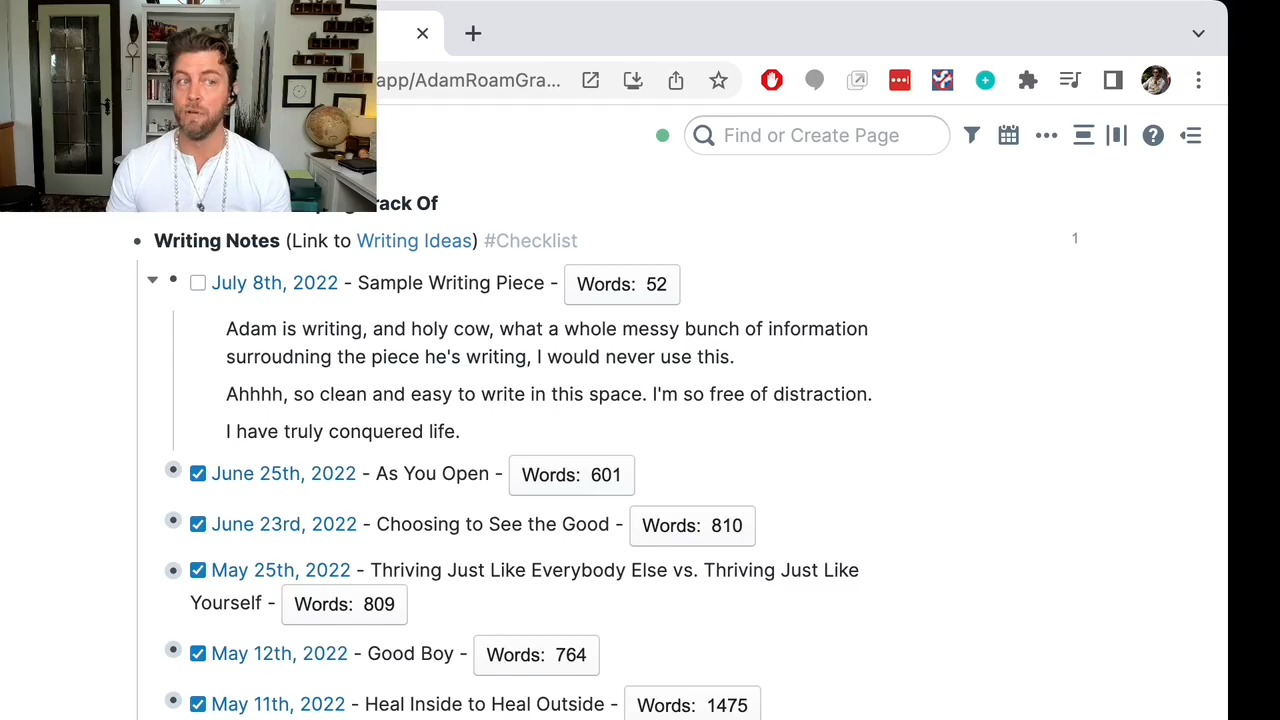 app/AdamRoamGra...
Find or Create Page
rack Of
Writing Notes (Link to Writing Ideas) #Checklist
1
July 8th, 2022 - Sample Writing Piece - Words: 52
Adam is writing, and holy cow, what a whole messy bunch of information
surroudning the piece he's writing, I would never use this.
Ahhhh, so clean and easy to write in this space. I'm so free of distraction.
I have truly conquered life.
June 25th, 2022 - As You Open - Words: 601
June 23rd, 2022 - Choosing to See the Good - Words: 810
May 25th, 2022 - Thriving Just Like Everybody Else vs. Thriving Just Like
Yourself - Words: 809
May 12th, 2022 - Good Boy - Words: 764
May 11th, 2022 - Heal Inside to Heal Outside - Words: 1475